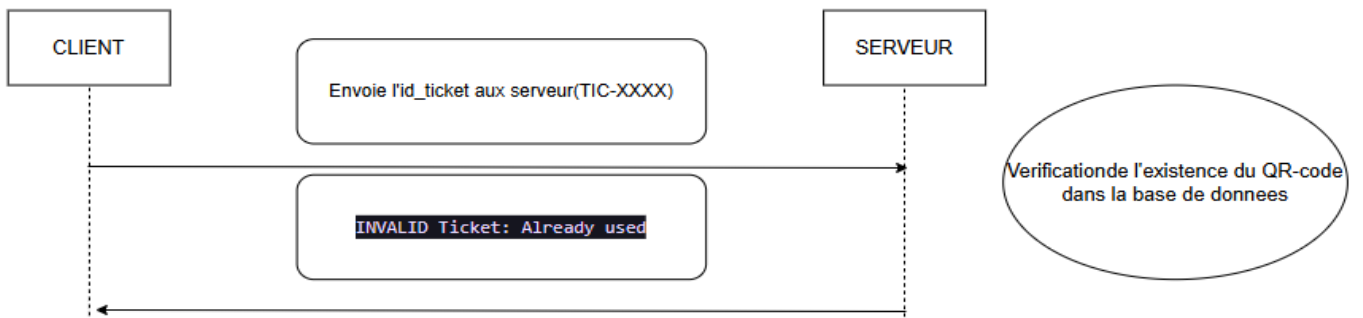 CLIENT
SERVEUR
Envoie l'id_ticket aux serveur(TIC-XXXX)
Verificationde l'existence du QR-code
dans la base de donnees
INVALID Ticket: Already used